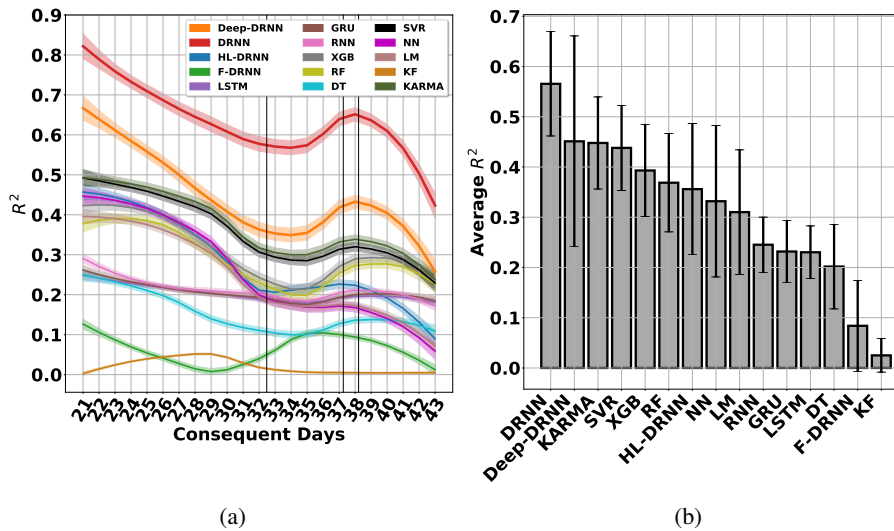 0.9
0.8
0.7
0.6
0.5
0.4
0.3
0.2
0.1
0.0
R²
Deep-DRNN
DRNN
HL-DRNN
F-DRNN
LSTM
GRU
RNN
XGB
RF
DT
SVR
NN
LM
KF
KARMA
21 22 23 24 25 26 27 28 29 30 31 32 33 34 35 36 37 38 39 40 41 42 43
Consequent Days
(a)
0.7
0.6
0.5
0.4
0.3
0.2
0.1
0.0
Average R²
DRNN
Deep-DRNN
KARMA
SVR
XGB
RF
HL-DRNN
NN
LM
RNN
GRU
LSTM
DT
F-DRNN
KF
(b)